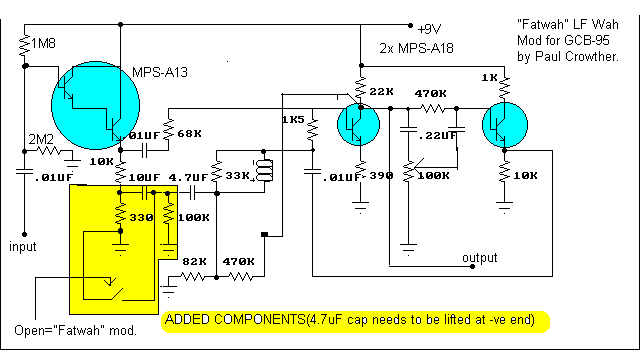 "Fatwah" LF Wah
Mod for GCB-95
by Paul Crowther.
+9V
2x MPS-A18
1M8
MPS-A13
22K
470K
1K
.01UF
68K
1K5
.22UF
2M2
10K
.01UF
10UF
4.7UF
33K
.01UF
390
100K
10K
330
100K
input
82K
470K
output
Open="Fatwah" mod.
ADDED COMPONENTS(4.7uF cap needs to be lifted at -ve end)